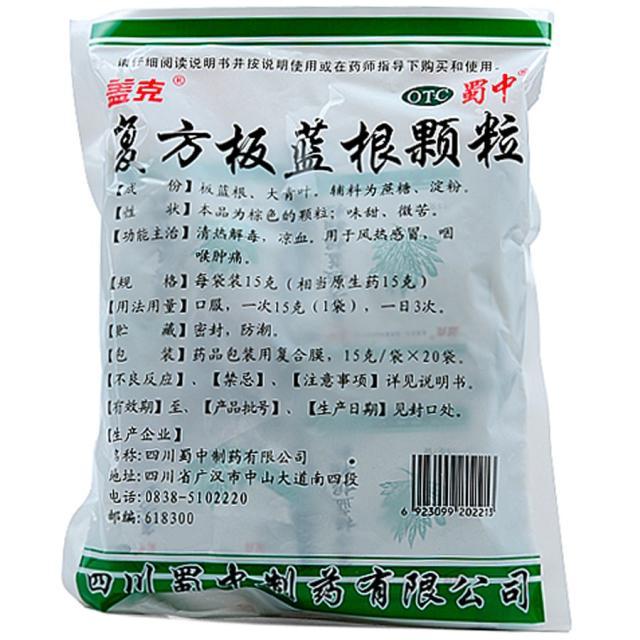 请仔细阅读说明书并按说明使用或在药师指导下购买和使用
盖克®
OTC 蜀中®
复方板蓝根颗粒
【成 份】板蓝根、大青叶。辅料为蔗糖、淀粉。
【性 状】本品为棕色的颗粒；味甜、微苦。
【功能主治】清热解毒，凉血。用于风热感冒，咽
喉肿痛。
【规 格】每袋装15克（相当原生药15克）
【用法用量】口服，一次15克（1袋），一日3次。
【贮 藏】密封，防潮。
【包 装】药品包装用复合膜，15克/袋×20袋。
【不良反应】、【禁忌】、【注意事项】详见说明书。
【有效期】至、【产品批号】、【生产日期】见封口处。
【生产企业】
名称:四川蜀中制药有限公司
地址:四川省广汉市中山大道南四段
电话:0838-5102220
邮编:618300
6 923099 202213
四川蜀中制药有限公司